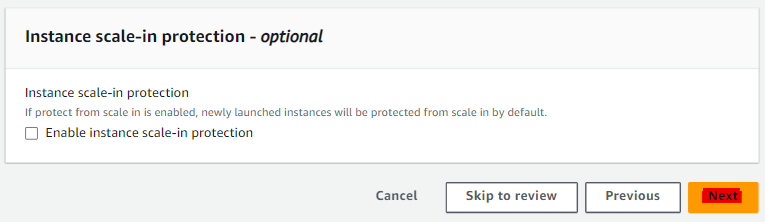 Instance scale-in protection - optional
Instance scale-in protection
If protect from scale in is enabled, newly launched instances will be protected from scale in by default.
Enable instance scale-in protection
Cancel
Skip to review
Previous
Next